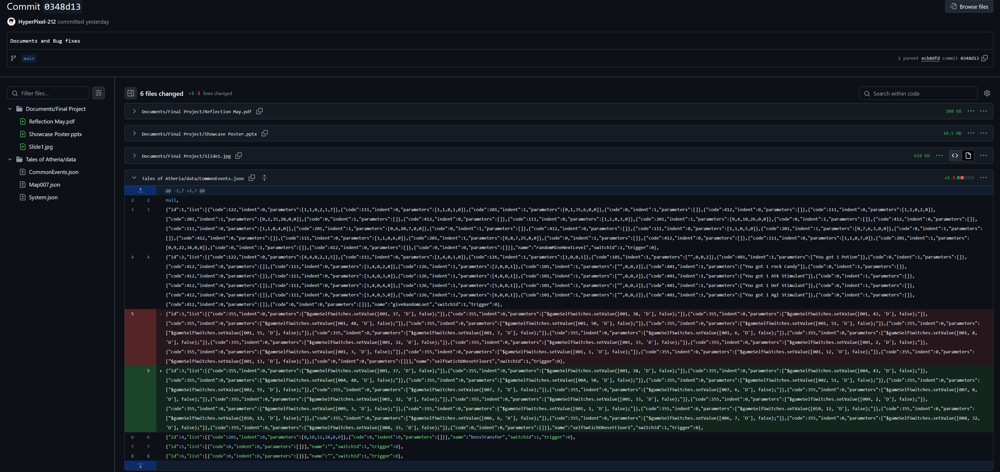 Commit 0348d13
Browse files
HyperPixel-212 committed yesterday
Documents and Bug fixes
main
1 parent ecb8dfd commit 0348d13
Filter files...
Documents/Final Project
Reflection May.pdf
Showcase Poster.pptx
Slide1.jpg
Tales of Atheria/data
CommonEvents.json
Map007.json
System.json
6 files changed +3 -3 lines changed
Search within code
Documents/Final Project/Reflection May.pdf
208 KB
Documents/Final Project/Showcase Poster.pptx
10.5 MB
Documents/Final Project/Slide1.jpg
618 KB
Tales of Atheria/data/CommonEvents.json
+1 -1
@@ -2,7 +2,7 @@
2 2 null,
3 3 {"id":1,"list":[{"code":122,"indent":0,"parameters":[1,1,0,2,1,7]},{"code":111,"indent":0,"parameters":[1,1,0,1,0]},{"code":201,"indent":1,"parameters":[0,1,35,6,0,0]},{"code":0,"indent":1,"parameters":[]},{"code":412,"indent":0,"parameters":[]},{"code":111,"indent":0,"parameters":[1,1,0,2,0]},
{"code":201,"indent":1,"parameters":[0,2,35,28,0,0]},{"code":0,"indent":1,"parameters":[]},{"code":412,"indent":0,"parameters":[]},{"code":111,"indent":0,"parameters":[1,1,0,3,0]},{"code":201,"indent":1,"parameters":[0,4,10,26,0,0]},{"code":0,"indent":1,"parameters":[]},{"code":412,"indent":0,"parameters":[]},
{"code":111,"indent":0,"parameters":[1,1,0,4,0]},{"code":201,"indent":1,"parameters":[0,6,20,7,0,0]},{"code":0,"indent":1,"parameters":[]},{"code":412,"indent":0,"parameters":[]},{"code":111,"indent":0,"parameters":[1,1,0,5,0]},{"code":201,"indent":1,"parameters":[0,7,6,3,0,0]},{"code":0,"indent":1,"parameters":
[]},{"code":412,"indent":0,"parameters":[]},{"code":111,"indent":0,"parameters":[1,1,0,6,0]},{"code":201,"indent":1,"parameters":[0,8,7,25,0,0]},{"code":0,"indent":1,"parameters":[]},{"code":412,"indent":0,"parameters":[]},{"code":111,"indent":0,"parameters":[1,1,0,7,0]},{"code":201,"indent":1,"parameters":
[0,9,22,34,0,0]},{"code":0,"indent":1,"parameters":[]},{"code":412,"indent":0,"parameters":[]},{"code":0,"indent":0,"parameters":[]}],"name":"randomMineNextLevel","switchId":1,"trigger":0},
4 4 {"id":2,"list":[{"code":122,"indent":0,"parameters":[4,4,0,2,1,5]},{"code":111,"indent":0,"parameters":[1,4,0,1,0]},{"code":126,"indent":1,"parameters":[1,0,0,1]},{"code":101,"indent":1,"parameters":["",0,0,2]},{"code":401,"indent":1,"parameters":["You got 1 Potion"]},{"code":0,"indent":1,"parameters":[]},
{"code":412,"indent":0,"parameters":[]},{"code":111,"indent":0,"parameters":[1,4,0,2,0]},{"code":126,"indent":1,"parameters":[2,0,0,1]},{"code":101,"indent":1,"parameters":["",0,0,2]},{"code":401,"indent":1,"parameters":["You got 1 rock Candy"]},{"code":0,"indent":1,"parameters":[]},
{"code":412,"indent":0,"parameters":[]},{"code":111,"indent":0,"parameters":[1,4,0,3,0]},{"code":126,"indent":1,"parameters":[4,0,0,1]},{"code":101,"indent":1,"parameters":["",0,0,2]},{"code":401,"indent":1,"parameters":["You got 1 Atk Stimulant"]},{"code":0,"indent":1,"parameters":[]},
{"code":412,"indent":0,"parameters":[]},{"code":111,"indent":0,"parameters":[1,4,0,4,0]},{"code":126,"indent":1,"parameters":[5,0,0,1]},{"code":101,"indent":1,"parameters":["",0,0,2]},{"code":401,"indent":1,"parameters":["You got 1 Def Stimulant"]},{"code":0,"indent":1,"parameters":[]},
{"code":412,"indent":0,"parameters":[]},{"code":111,"indent":0,"parameters":[1,4,0,5,0]},{"code":126,"indent":1,"parameters":[6,0,0,1]},{"code":101,"indent":1,"parameters":["",0,0,2]},{"code":401,"indent":1,"parameters":["You got 1 Agl Stimulant"]},{"code":0,"indent":1,"parameters":[]},
{"code":412,"indent":0,"parameters":[]},{"code":0,"indent":0,"parameters":[]}],"name":"giveRandomLoot","switchId":1,"trigger":0},
5 - {"id":3,"list":[{"code":355,"indent":0,"parameters":["$gameSelfSwitches.setValue([001, 37, 'D'], false);"]},{"code":355,"indent":0,"parameters":["$gameSelfSwitches.setValue([001, 38, 'D'], false);"]},{"code":355,"indent":0,"parameters":["$gameSelfSwitches.setValue([001, 43, 'D'], false);"]},
{"code":355,"indent":0,"parameters":["$gameSelfSwitches.setValue([001, 48, 'D'], false);"]},{"code":355,"indent":0,"parameters":["$gameSelfSwitches.setValue([001, 50, 'D'], false);"]},{"code":355,"indent":0,"parameters":["$gameSelfSwitches.setValue([001, 51, 'D'], false);"]},{"code":355,"indent":0,"parameters":
["$gameSelfSwitches.setValue([001, 55, 'D'], false);"]},{"code":355,"indent":0,"parameters":["$gameSelfSwitches.setValue([001, 7, 'D'], false);"]},{"code":355,"indent":0,"parameters":["$gameSelfSwitches.setValue([001, 6, 'D'], false);"]},{"code":355,"indent":0,"parameters":["$gameSelfSwitches.setValue([001, 8,
'D'], false);"]},{"code":355,"indent":0,"parameters":["$gameSelfSwitches.setValue([001, 32, 'D'], false);"]},{"code":355,"indent":0,"parameters":["$gameSelfSwitches.setValue([001, 33, 'D'], false);"]},{"code":355,"indent":0,"parameters":["$gameSelfSwitches.setValue([001, 2, 'D'], false);"]},
{"code":355,"indent":0,"parameters":["$gameSelfSwitches.setValue([001, 3, 'D'], false);"]},{"code":355,"indent":0,"parameters":["$gameSelfSwitches.setValue([001, 1, 'D'], false);"]},{"code":355,"indent":0,"parameters":["$gameSelfSwitches.setValue([001, 12, 'D'], false);"]},{"code":355,"indent":0,"parameters":
["$gameSelfSwitches.setValue([001, 13, 'D'], false);"]},{"code":0,"indent":0,"parameters":[]}],"name":"selfSwtichDResetFloor1","switchId":1,"trigger":0},
5 + {"id":3,"list":[{"code":355,"indent":0,"parameters":["$gameSelfSwitches.setValue([001, 37, 'D'], false);"]},{"code":355,"indent":0,"parameters":["$gameSelfSwitches.setValue([001, 38, 'D'], false);"]},{"code":355,"indent":0,"parameters":["$gameSelfSwitches.setValue([004, 43, 'D'], false);"]},
{"code":355,"indent":0,"parameters":["$gameSelfSwitches.setValue([004, 48, 'D'], false);"]},{"code":355,"indent":0,"parameters":["$gameSelfSwitches.setValue([004, 50, 'D'], false);"]},{"code":355,"indent":0,"parameters":["$gameSelfSwitches.setValue([002, 51, 'D'], false);"]},{"code":355,"indent":0,"parameters":
["$gameSelfSwitches.setValue([002, 55, 'D'], false);"]},{"code":355,"indent":0,"parameters":["$gameSelfSwitches.setValue([007, 7, 'D'], false);"]},{"code":355,"indent":0,"parameters":["$gameSelfSwitches.setValue([007, 6, 'D'], false);"]},{"code":355,"indent":0,"parameters":["$gameSelfSwitches.setValue([007, 8,
'D'], false);"]},{"code":355,"indent":0,"parameters":["$gameSelfSwitches.setValue([001, 32, 'D'], false);"]},{"code":355,"indent":0,"parameters":["$gameSelfSwitches.setValue([001, 33, 'D'], false);"]},{"code":355,"indent":0,"parameters":["$gameSelfSwitches.setValue([009, 2, 'D'], false);"]},
{"code":355,"indent":0,"parameters":["$gameSelfSwitches.setValue([009, 3, 'D'], false);"]},{"code":355,"indent":0,"parameters":["$gameSelfSwitches.setValue([001, 1, 'D'], false);"]},{"code":355,"indent":0,"parameters":["$gameSelfSwitches.setValue([010, 12, 'D'], false);"]},{"code":355,"indent":0,"parameters":
["$gameSelfSwitches.setValue([010, 13, 'D'], false);"]},{"code":355,"indent":0,"parameters":["$gameSelfSwitches.setValue([006, 6, 'D'], false);"]},{"code":355,"indent":0,"parameters":["$gameSelfSwitches.setValue([006, 7, 'D'], false);"]},{"code":355,"indent":0,"parameters":["$gameSelfSwitches.setValue([008, 32,
'D'], false);"]},{"code":355,"indent":0,"parameters":["$gameSelfSwitches.setValue([008, 33, 'D'], false);"]},{"code":0,"indent":0,"parameters":[]}],"name":"selfSwtichDResetFloor1","switchId":1,"trigger":0},
6 6 {"id":4,"list":[{"code":201,"indent":0,"parameters":[0,10,12,28,0,0]},{"code":0,"indent":0,"parameters":[]}],"name":"bossTransfer","switchId":1,"trigger":0},
7 7 {"id":5,"list":[{"code":0,"indent":0,"parameters":[]}],"name":"","switchId":1,"trigger":0},
8 8 {"id":6,"list":[{"code":0,"indent":0,"parameters":[]}],"name":"","switchId":1,"trigger":0},